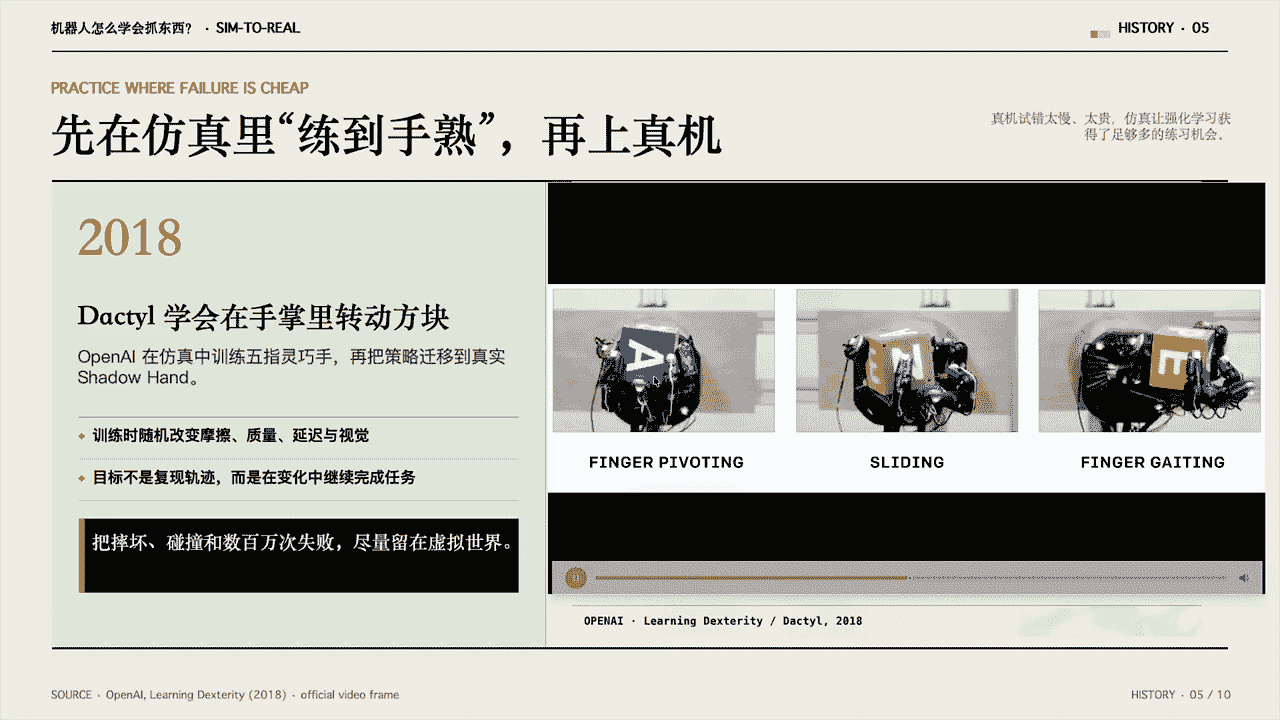 机器人怎么学会抓东西? · SIM-TO-REAL
HISTORY · 05
PRACTICE WHERE FAILURE IS CHEAP
先在仿真里“练到手熟”，再上真机
真机试错太慢、太贵，仿真让强化学习获
得了足够多的练习机会。
2018
Dactyl 学会在手掌里转动方块
OpenAI 在仿真中训练五指灵巧手，再把策略迁移到真实
Shadow Hand。
训练时随机改变摩擦、质量、延迟与视觉
目标不是复现轨迹，而是在变化中继续完成任务
把摔坏、碰撞和数百万次失败，尽量留在虚拟世界。
A
E
FINGER PIVOTING
SLIDING
FINGER GAITING
OPENAI · Learning Dexterity / Dactyl, 2018
SOURCE · OpenAI, Learning Dexterity (2018) · official video frame
HISTORY · 05 / 10